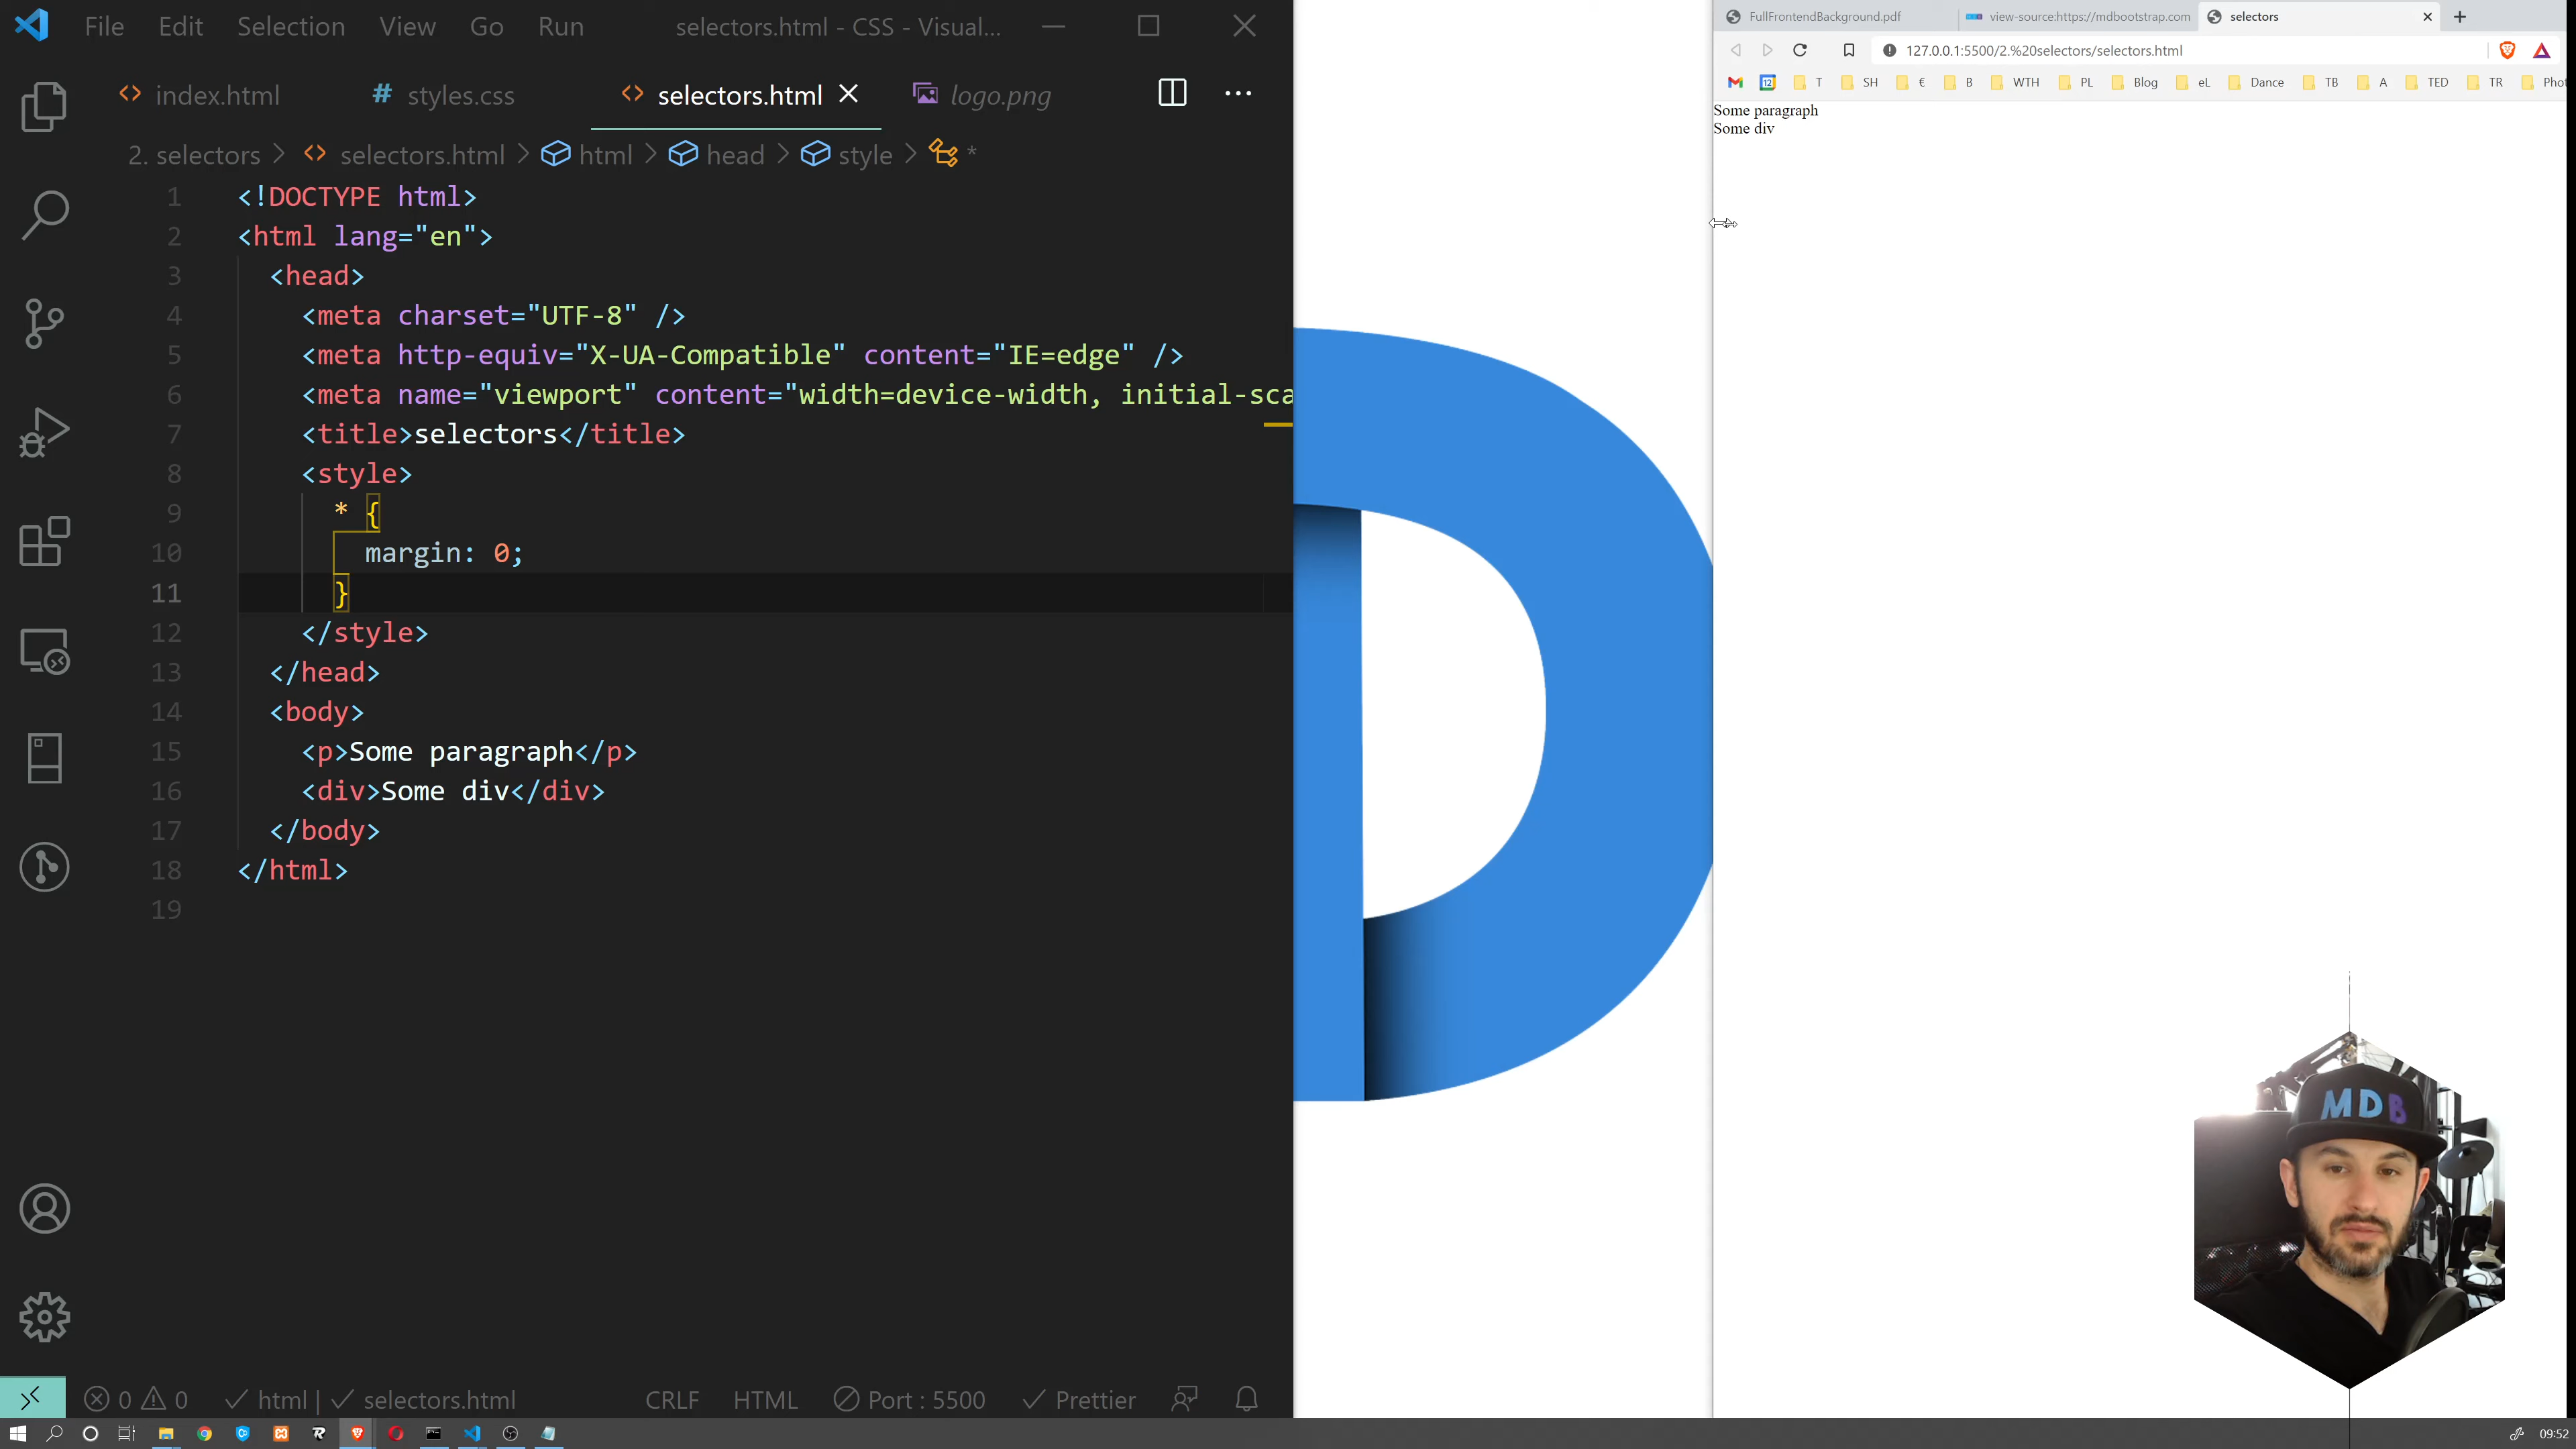 File Edit Selection View Go Run selectors.html - CSS - Visual...
index.html # styles.css selectors.html logo.png
2. selectors > selectors.html > html > head > style > *
1 <!DOCTYPE html>
2 <html lang="en">
3 <head>
4 <meta charset="UTF-8" />
5 <meta http-equiv="X-UA-Compatible" content="IE=edge" />
6 <meta name="viewport" content="width=device-width, initial-sca
7 <title>selectors</title>
8 <style>
9 * {
10 margin: 0;
11 }
12 </style>
13 </head>
14 <body>
15 <p>Some paragraph</p>
16 <div>Some div</div>
17 </body>
18 </html>
19
0 0 html | selectors.html CRLF HTML Port : 5500 Prettier
FullFrontendBackground.pdf view-source:https://mdbootstrap.com selectors
127.0.0.1:5500/2.%20selectors/selectors.html
12 T SH € B WTH PL Blog eL Dance TB A TED TR Phot
Some paragraph
Some div
MDB
09:52